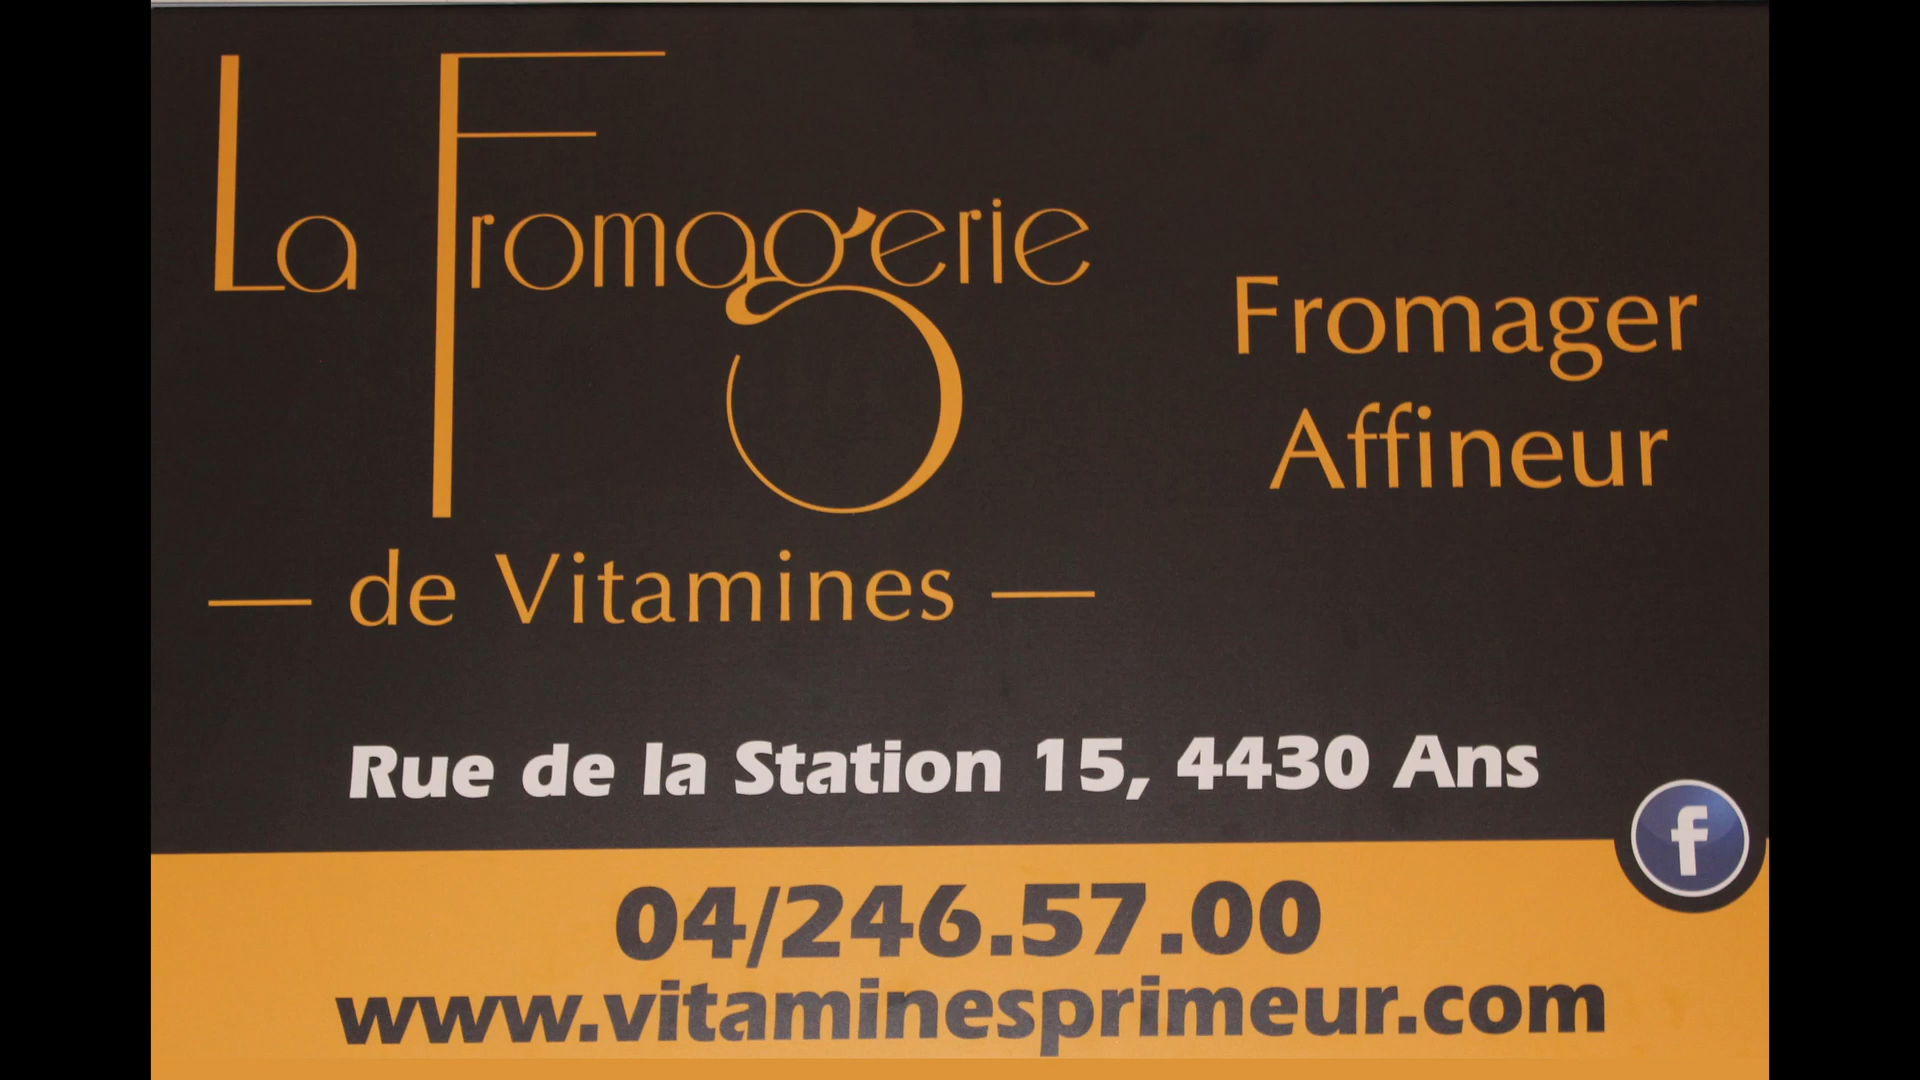 La Fromagerie
de Vitamines
Fromager
Affineur
Rue de la Station 15, 4430 Ans
f
04/246.57.00
www.vitaminesprimeur.com